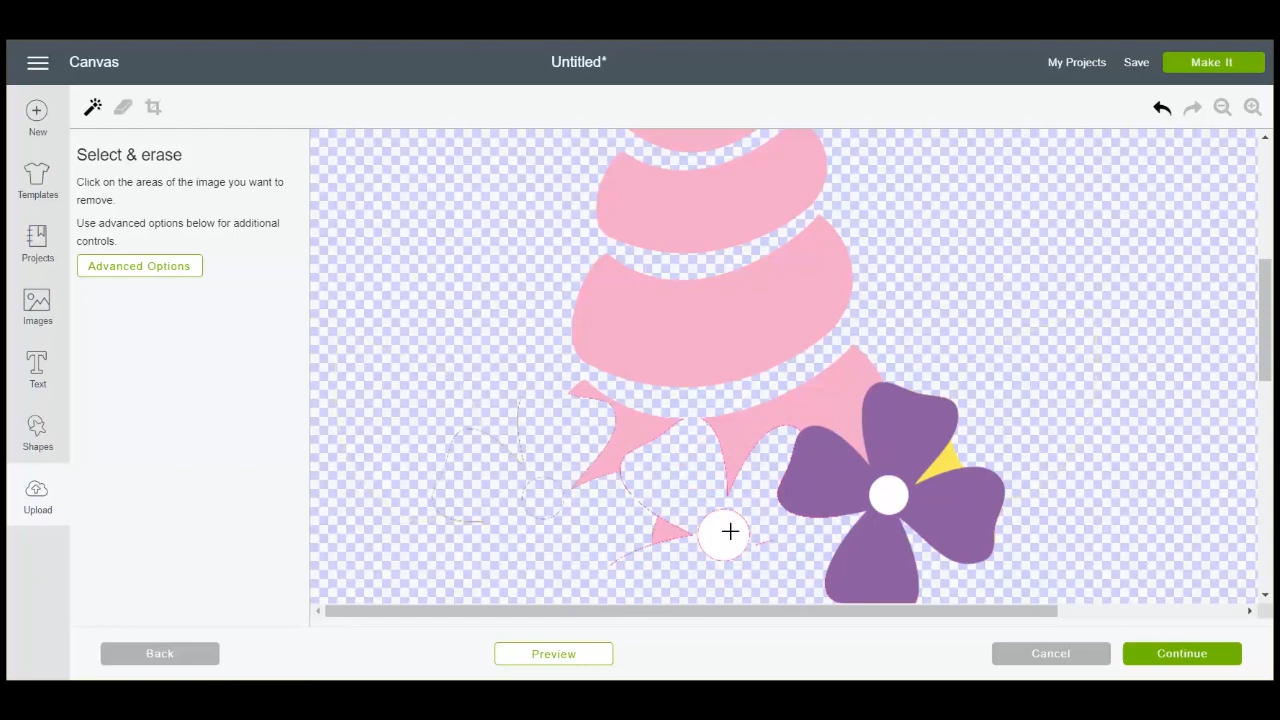 Canvas
Untitled*
My Projects
Save
Make It
New
Templates
Projects
Images
Text
Shapes
Upload
Select & erase
Click on the areas of the image you want to
remove.
Use advanced options below for additional
controls.
Advanced Options
Back
Preview
Cancel
Continue